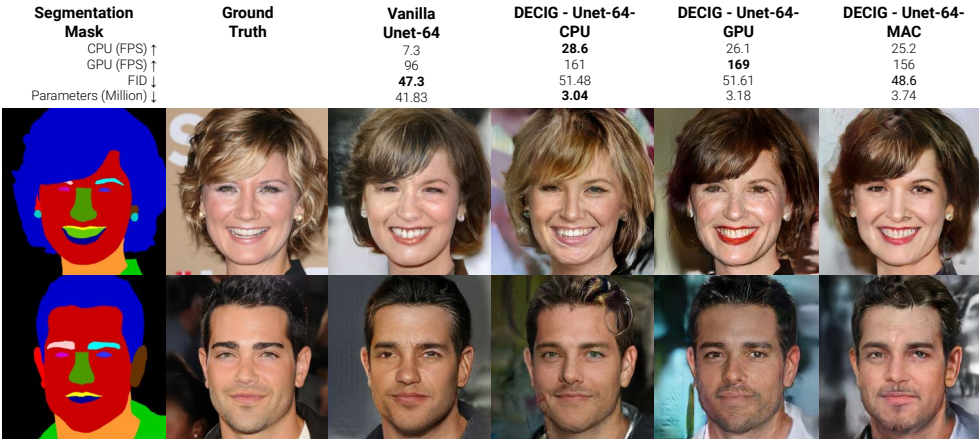 Segmentation Mask Ground Truth Vanilla Unet-64 DECIG - Unet-64-CPU DECIG - Unet-64-GPU DECIG - Unet-64-MAC
CPU (FPS) ↑ 7.3 28.6 26.1 25.2
GPU (FPS) ↑ 96 161 169 156
FID ↓ 47.3 51.48 51.61 48.6
Parameters (Million) ↓ 41.83 3.04 3.18 3.74
S